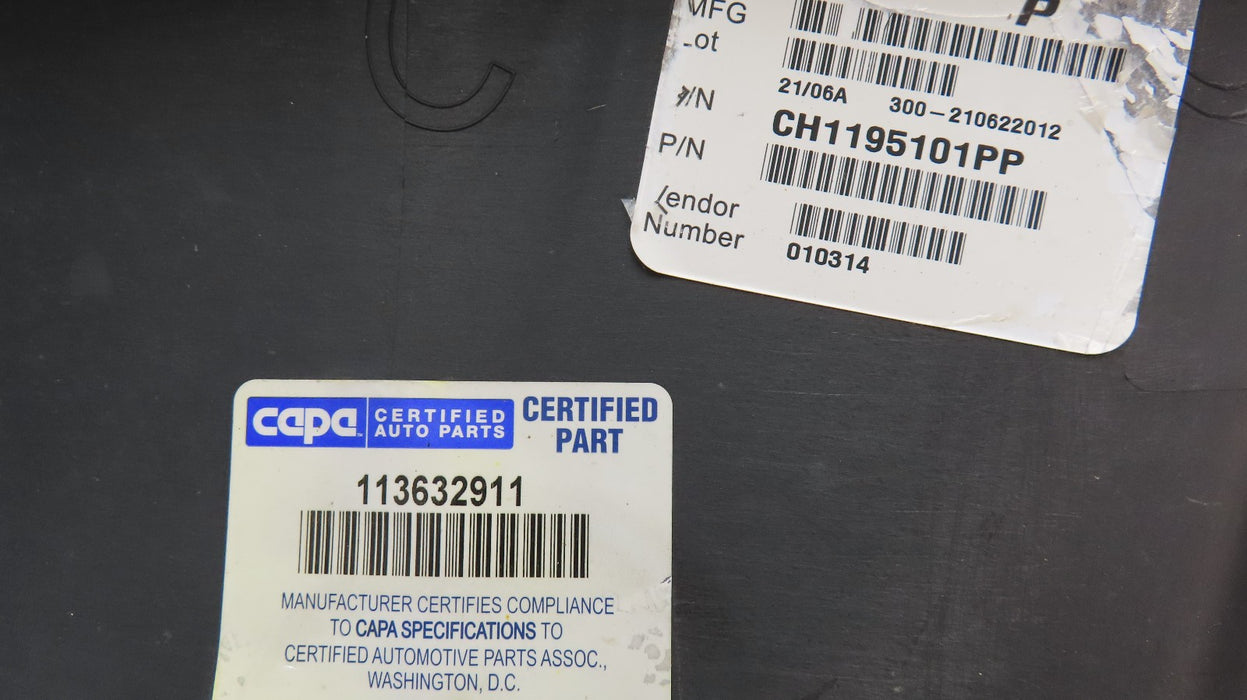 P
MFG
Lot
21/06A 300-210622012
/N
CH1195101PP
P/N
Vendor
Number
010314
capa CERTIFIED
AUTO PARTS
CERTIFIED
PART
113632911
MANUFACTURER CERTIFIES COMPLIANCE
TO CAPA SPECIFICATIONS TO
CERTIFIED AUTOMOTIVE PARTS ASSOC.,
WASHINGTON, D.C.